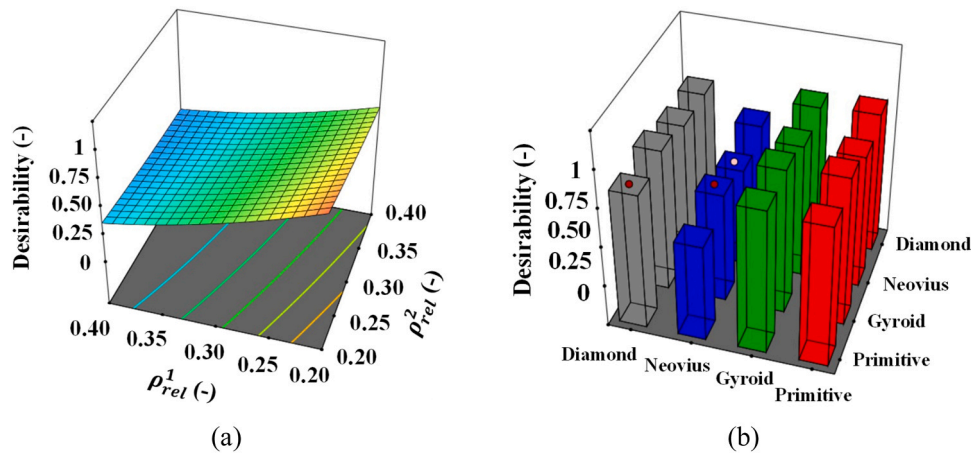 Desirability (-)
1
0.75
0.50
0.25
0
0.40
0.35
0.30
0.25
0.20
ρ¹rel (-)
0.40
0.35
0.30
0.25
0.20
ρ²rel (-)
(a)
Desirability (-)
1
0.75
0.50
0.25
0
Diamond
Neovius
Gyroid
Primitive
Diamond
Neovius
Gyroid
Primitive
(b)